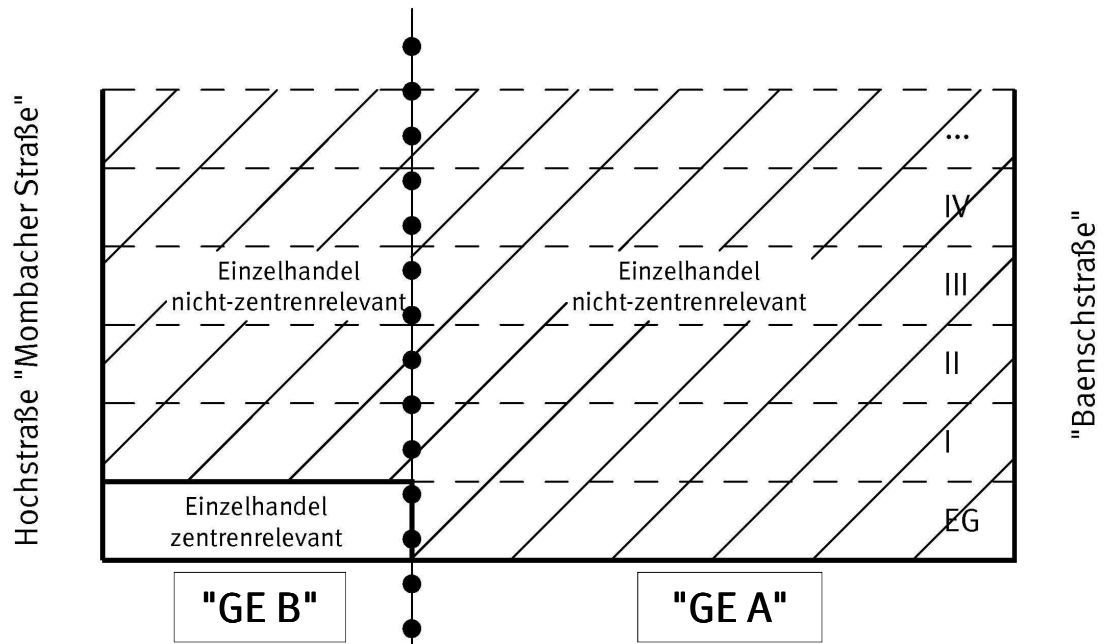 Hochstraße "Mombacher Straße"
...
IV
Einzelhandel
nicht-zentrenrelevant
Einzelhandel
nicht-zentrenrelevant
III
II
I
Einzelhandel
zentrenrelevant
EG
"Baenschstraße"
"GE B"
"GE A"